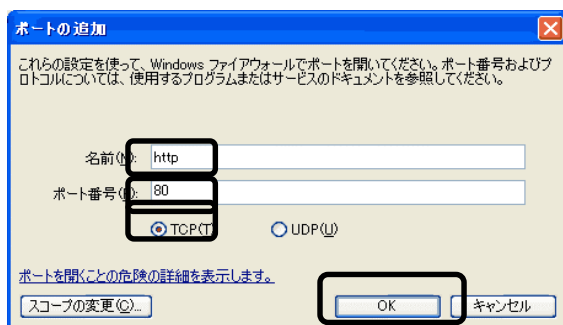 ポートの追加
これらの設定を使って、Windows ファイアウォールでポートを開いてください。ポート番号およびプ
ロトコルについては、使用するプログラムまたはサービスのドキュメントを参照してください。
名前(N): http
ポート番号(P): 80
TCP(T) UDP(U)
ポートを開くことの危険の詳細を表示します。
スコープの変更(C)... OK キャンセル